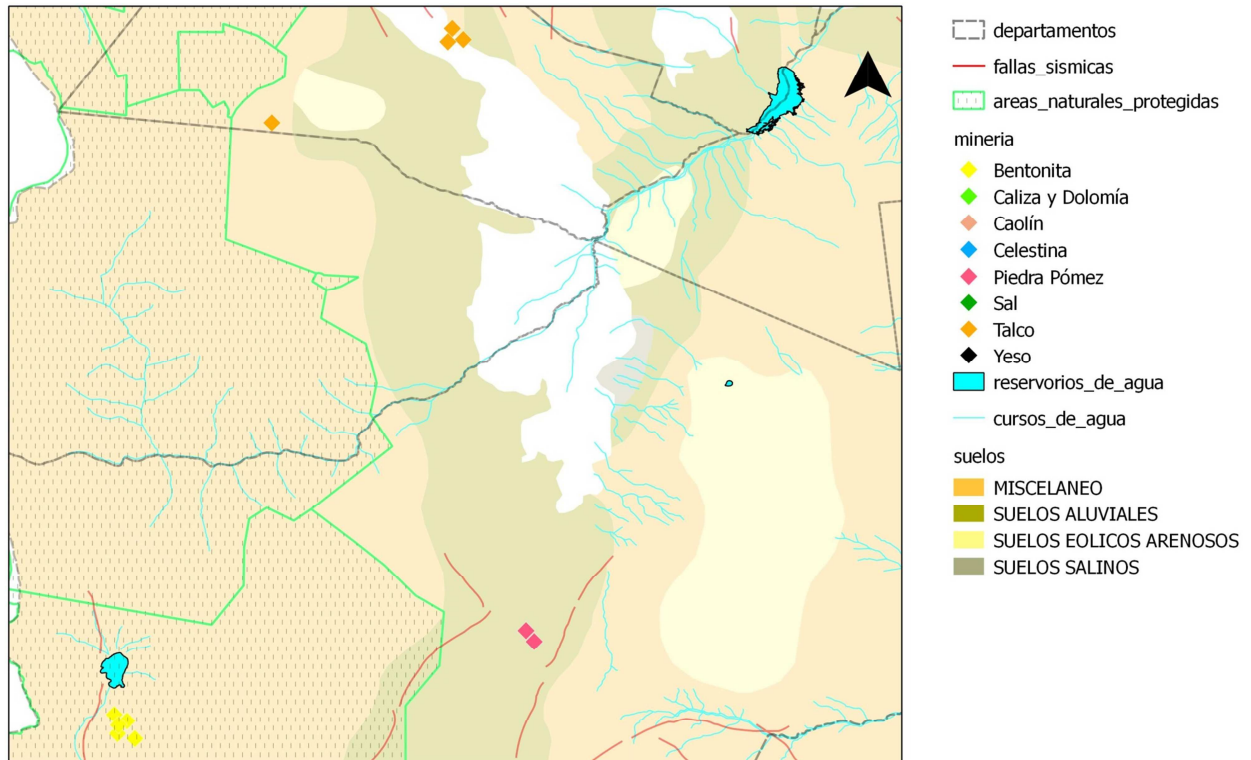 departamentos
fallas_sismicas
areas_naturales_protegidas
mineria
Bentonita
Caliza y Dolomía
Caolín
Celestina
Piedra Pómez
Sal
Talco
Yeso
reservorios_de_agua
cursos_de_agua
suelos
MISCELANEO
SUELOS ALUVIALES
SUELOS EOLICOS ARENOSOS
SUELOS SALINOS